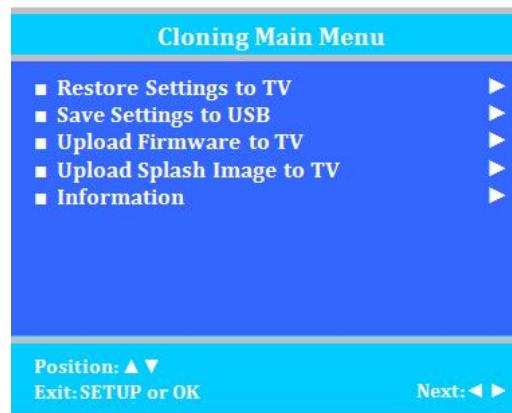 Cloning Main Menu
■ Restore Settings to TV ▶
■ Save Settings to USB ▶
■ Upload Firmware to TV ▶
■ Upload Splash Image to TV ▶
■ Information ▶
Position: ▲ ▼
Exit: SETUP or OK Next: ◀ ▶